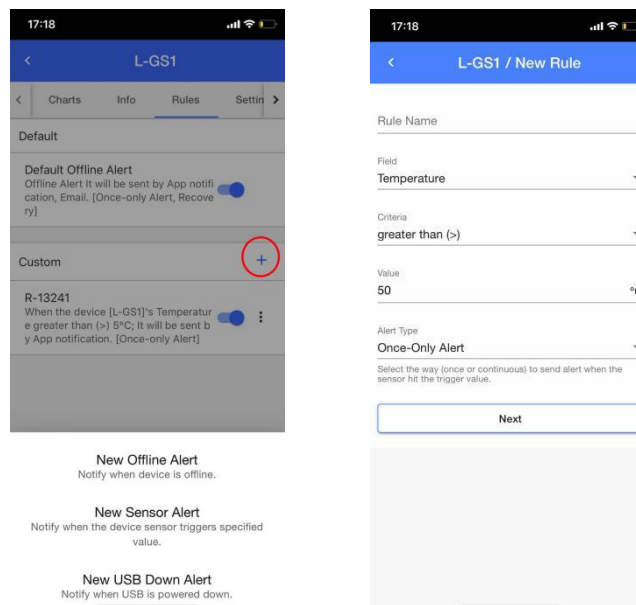 17:18
L-GS1
Charts Info Rules Settin
Default
Default Offline Alert
Offline Alert It will be sent by App notifi
cation, Email. [Once-only Alert, Recove
ry]
Custom
R-13241
When the device [L-GS1]'s Temperatur
e greater than (>) 5°C; It will be sent b
y App notification. [Once-only Alert]
New Offline Alert
Notify when device is offline.
New Sensor Alert
Notify when the device sensor triggers specified
value.
New USB Down Alert
Notify when USB is powered down.
17:18
L-GS1 / New Rule
Rule Name
Field
Temperature
Criteria
greater than (>)
Value
50
Alert Type
Once-Only Alert
Select the way (once or continuous) to send alert when the
sensor hit the trigger value.
Next